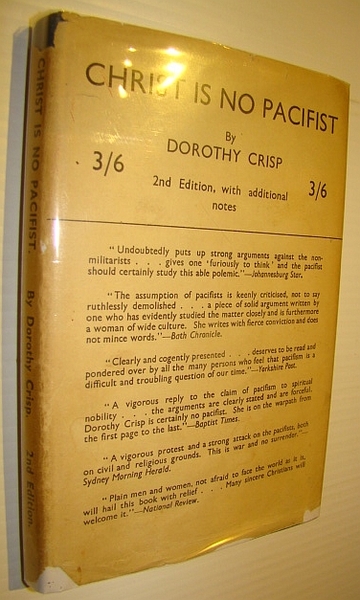 CHRIST IS NO PACIFIST
By
DOROTHY CRISP
3/6
3/6
2nd Edition, with additional
notes
" Undoubtedly puts up strong arguments against the non-
militarists . . . gives one ' furiously to think ' and the pacifist
should certainly study this able polemic."—Johannesburg Star.
" The assumption of pacifists is keenly criticised, not to say
ruthlessly demolished . . . a piece of solid argument written by
one who has evidently studied the matter closely and is furthermore
a woman of wide culture. She writes with fierce conviction and does
not mince words."—Bath Chronicle.
" Clearly and cogently presented . . . deserves to be read and
pondered over by all the many persons who feel that pacifism is a
difficult and troubling question of our time."—Yorkshire Post.
" A vigorous reply to the claim of pacifism to spiritual
nobility . . . the arguments are clearly stated and are forceful.
Dorothy Crisp is certainly no pacifist. She is on the warpath from
the first page to the last."—Baptist Times.
" A vigorous protest and a strong attack on the pacifists, both
on civil and religious grounds. This is war and no surrender."—
Sydney Morning Herald.
" Plain men and women, not afraid to face the world as it is,
will hail this book with relief . . . Many sincere Christians will
welcome it."—National Review.
CHRIST IS NO PACIFIST. By Dorothy Crisp. 2nd Edition.